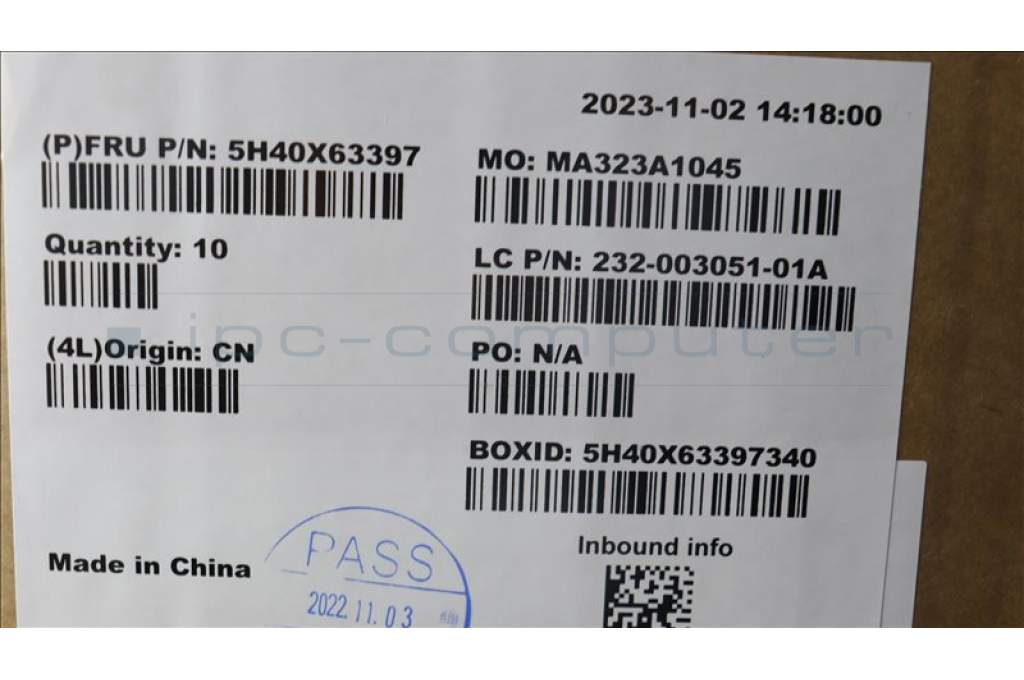 2023-11-02 14:18:00
(P)FRU P/N: 5H40X63397
MO: MA323A1045
Quantity: 10
LC P/N: 232-003051-01A
ipc-computer
(4L)Origin: CN
PO: N/A
BOXID: 5H40X63397340
Inbound info
Made in China
PASS
2022.11.03